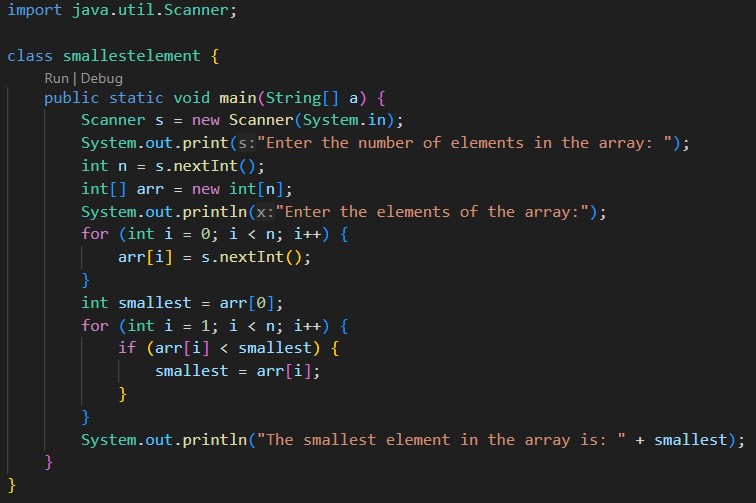 import java.util.Scanner;
class smallestelement {
Run | Debug
public static void main(String[] a) {
Scanner s = new Scanner(System.in);
System.out.print(s:"Enter the number of elements in the array: ");
int n = s.nextInt();
int[] arr = new int[n];
System.out.println(x:"Enter the elements of the array:");
for (int i = 0; i < n; i++) {
arr[i] = s.nextInt();
}
int smallest = arr[0];
for (int i = 1; i < n; i++) {
if (arr[i] < smallest) {
smallest = arr[i];
}
}
System.out.println("The smallest element in the array is: " + smallest);
}
}